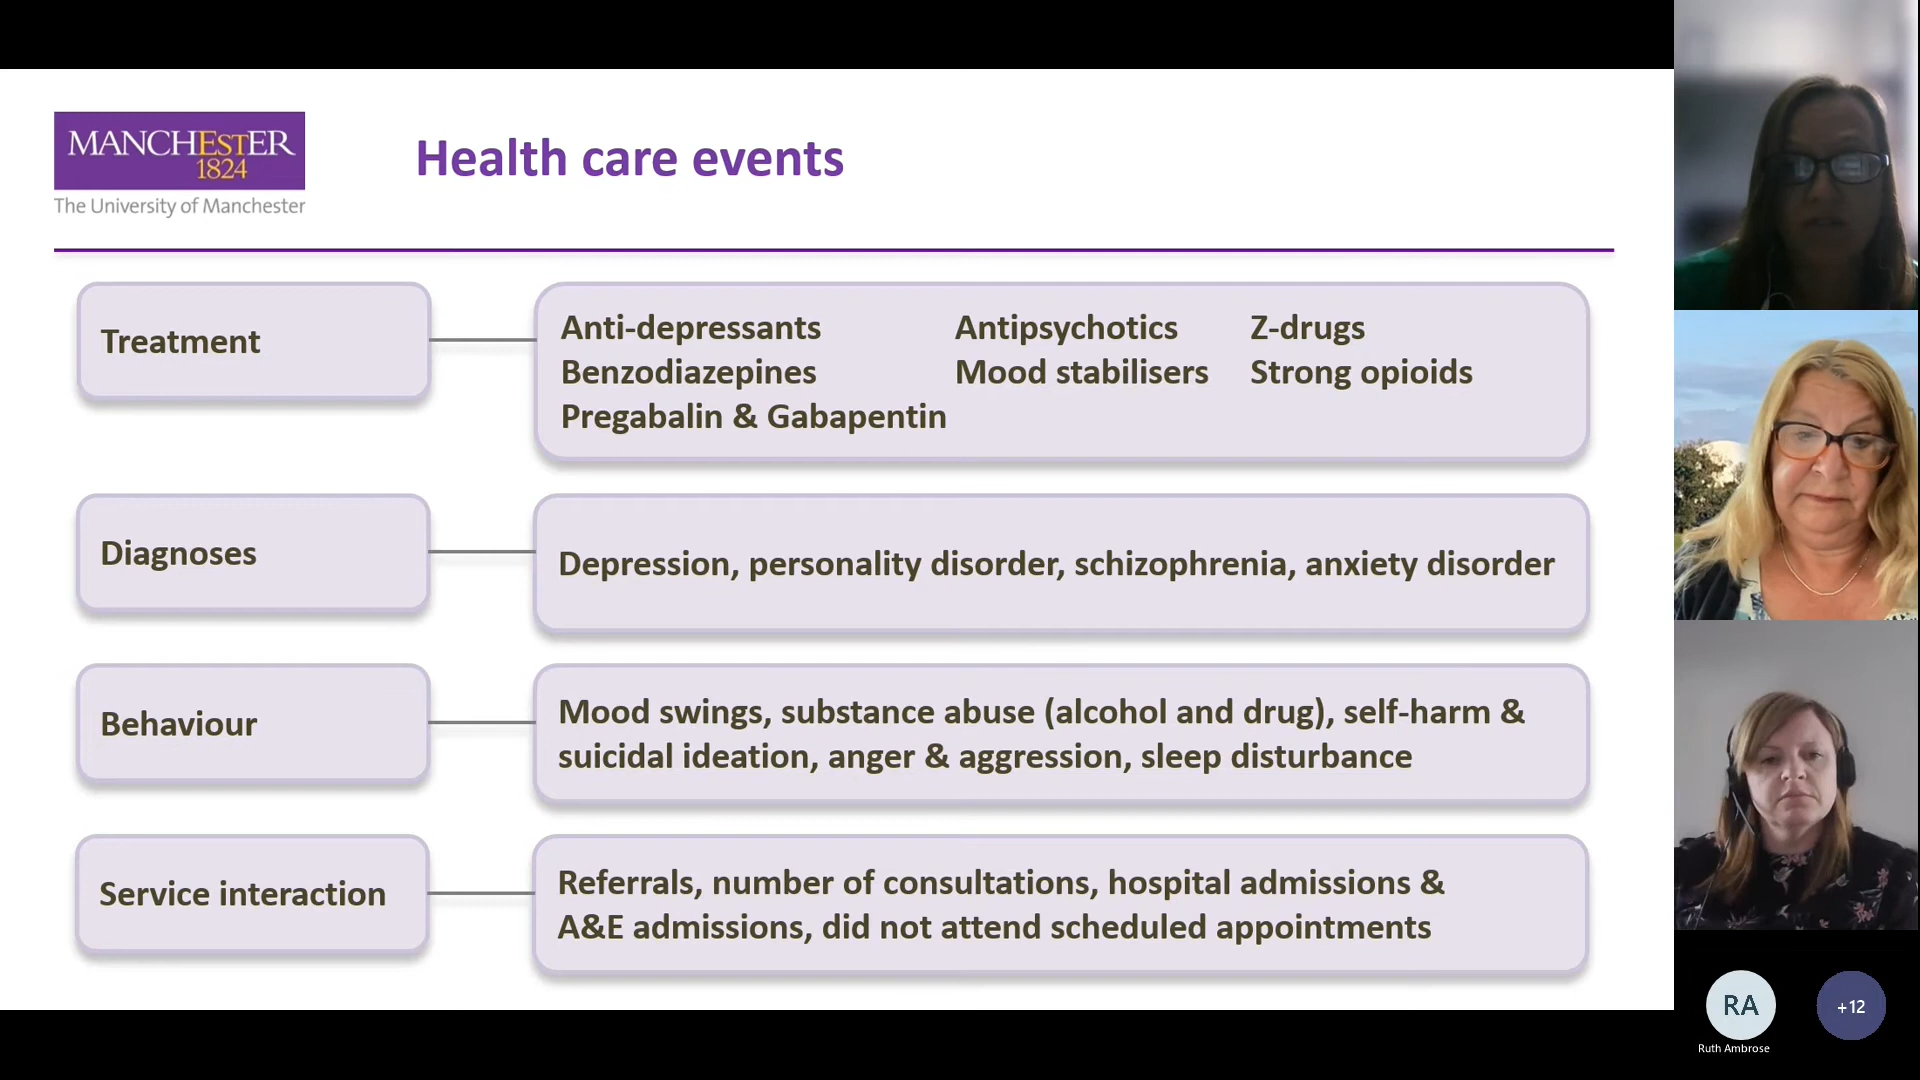 MANCHESTER
1824
The University of Manchester
Health care events
Treatment
Anti-depressants Antipsychotics Z-drugs
Benzodiazepines Mood stabilisers Strong opioids
Pregabalin & Gabapentin
Diagnoses
Depression, personality disorder, schizophrenia, anxiety disorder
Behaviour
Mood swings, substance abuse (alcohol and drug), self-harm &
suicidal ideation, anger & aggression, sleep disturbance
Service interaction
Referrals, number of consultations, hospital admissions &
A&E admissions, did not attend scheduled appointments
RA
Ruth Ambrose
+12